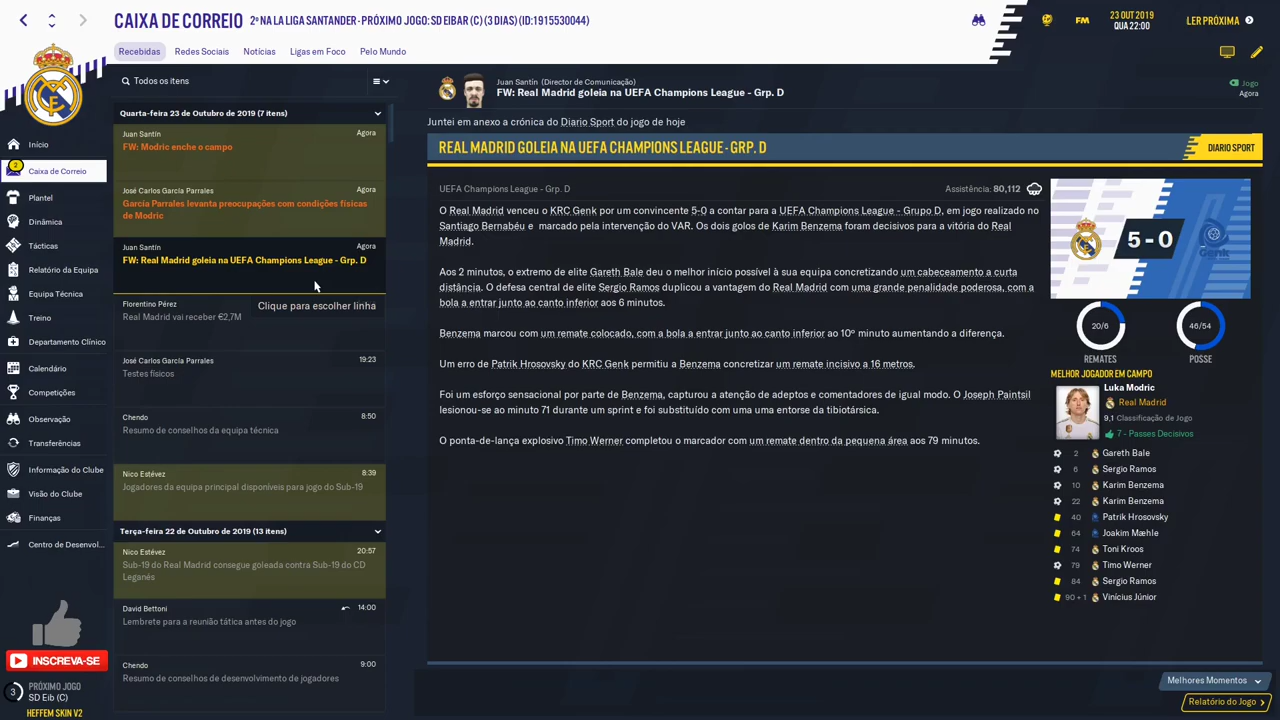 CAIXA DE CORREIO
2º NA LA LIGA SANTANDER - PRÓXIMO JOGO: SD EIBAR (C) (3 DIAS) (ID:1915530044)
FM
23 OUT 2019
QUA 22:00
LER PRÓXIMA
Recebidas
Redes Sociais
Notícias
Ligas em Foco
Pelo Mundo
Início
2
Caixa de Correio
Plantel
Dinâmica
Tácticas
Relatório da Equipa
Equipa Técnica
Treino
Departamento Clínico
Calendário
Competições
Observação
Transferências
Informação do Clube
Visão do Clube
Finanças
Centro de Desenvol...
INSCREVA-SE
3
PRÓXIMO JOGO
SD Eib (C)
HEFFEM SKIN V2
Todos os itens
Quarta-feira 23 de Outubro de 2019 (7 itens)
Juan Santín Agora
FW: Modric enche o campo
José Carlos García Parrales Agora
García Parrales levanta preocupações com condições físicas
de Modric
Juan Santín Agora
FW: Real Madrid goleia na UEFA Champions League - Grp. D
Florentino Pérez
Clique para escolher linha
Real Madrid vai receber €2,7M
José Carlos García Parrales 19:23
Testes físicos
Chendo 8:50
Resumo de conselhos da equipa técnica
Nico Estévez 8:39
Jogadores da equipa principal disponíveis para jogo do Sub-19
Terça-feira 22 de Outubro de 2019 (13 itens)
Nico Estévez 20:57
Sub-19 do Real Madrid consegue goleada contra Sub-19 do CD
Leganés
David Bettoni 14:00
Lembrete para a reunião tática antes do jogo
Chendo 9:00
Resumo de conselhos de desenvolvimento de jogadores
Juan Santín (Director de Comunicação)
FW: Real Madrid goleia na UEFA Champions League - Grp. D
Jogo
Agora
Juntei em anexo a crónica do Diario Sport do jogo de hoje
REAL MADRID GOLEIA NA UEFA CHAMPIONS LEAGUE - GRP. D
DIARIO SPORT
UEFA Champions League - Grp. D
Assistência: 80,112
O Real Madrid venceu o KRC Genk por um convincente 5-0 a contar para a UEFA Champions League - Grupo D, em jogo realizado no
Santiago Bernabéu e marcado pela intervenção do VAR. Os dois golos de Karim Benzema foram decisivos para a vitória do Real
Madrid.
Aos 2 minutos, o extremo de elite Gareth Bale deu o melhor início possível à sua equipa concretizando um cabeceamento a curta
distância. O defesa central de elite Sergio Ramos duplicou a vantagem do Real Madrid com uma grande penalidade poderosa, com a
bola a entrar junto ao canto inferior aos 6 minutos.
Benzema marcou com um remate colocado, com a bola a entrar junto ao canto inferior ao 10º minuto aumentando a diferença.
Um erro de Patrik Hrosovsky do KRC Genk permitiu a Benzema concretizar um remate incisivo a 16 metros.
Foi um esforço sensacional por parte de Benzema, capturou a atenção de adeptos e comentadores de igual modo. O Joseph Paintsil
lesionou-se ao minuto 71 durante um sprint e foi substituído com uma uma entorse da tibiotársica.
O ponta-de-lança explosivo Timo Werner completou o marcador com um remate dentro da pequena área aos 79 minutos.
5 - 0
Genk
20/6
46/54
REMATES
POSSE
MELHOR JOGADOR EM CAMPO
Luka Modric
Real Madrid
9,1 Classificação de Jogo
7 - Passes Decisivos
2 Gareth Bale
6 Sergio Ramos
10 Karim Benzema
22 Karim Benzema
40 Patrik Hrosovsky
64 Joakim Mæhle
74 Toni Kroos
79 Timo Werner
84 Sergio Ramos
90 + 1 Vinícius Júnior
Melhores Momentos
Relatório do Jogo